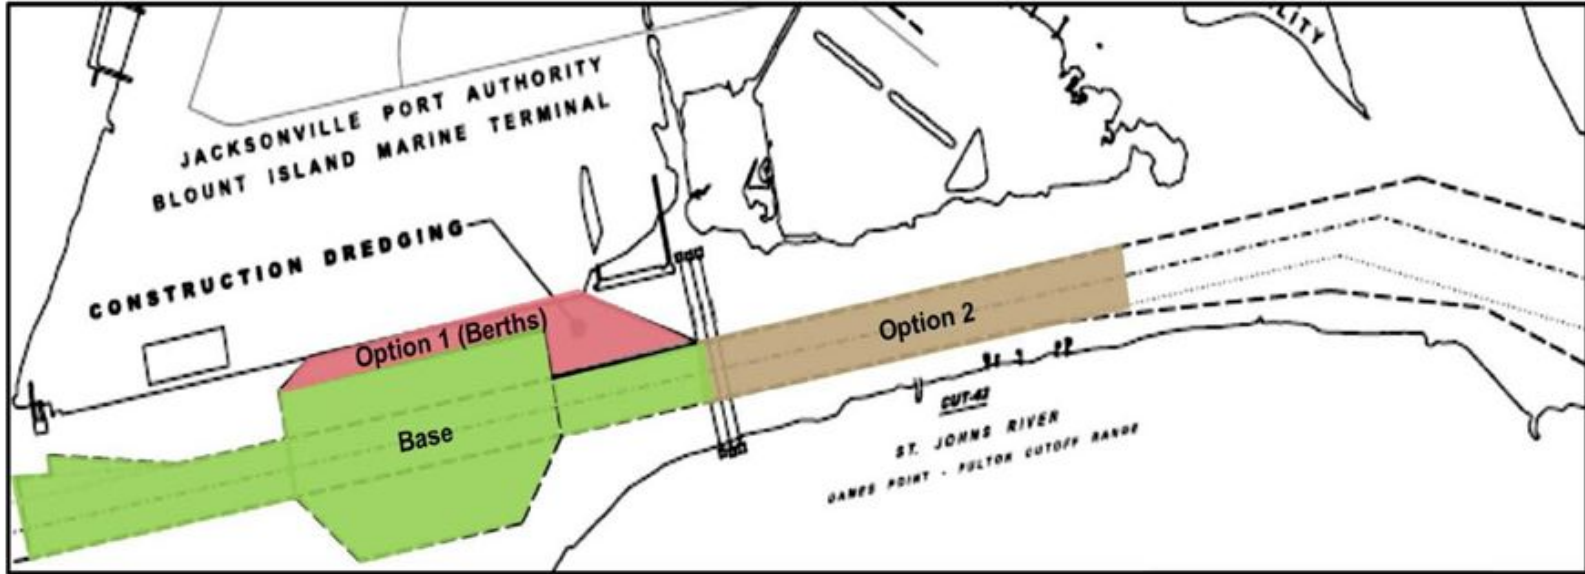 ILITY
JACKSONVILLE PORT AUTHORITY
BLOUNT ISLAND MARINE TERMINAL
CONSTRUCTION DREDGING
Option 1 (Berths)
Option 2
Base
CUT-42
ST. JOHNS RIVER
DAMES POINT - FULTON CUTOFF RANGE